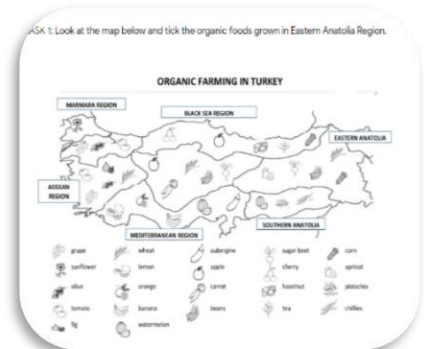 ASK 1: Look at the map below and tick the organic foods grown in Eastern Anatolia Region.
ORGANIC FARMING IN TURKEY
MARMARA REGION
BLACK SEA REGION
EASTERN ANATOLIA
AEGEAN
REGION
MEDITERRANEAN REGION
SOUTHERN ANATOLIA
grape wheat aubergine sugar beet corn
sunflower lemon apple cherry apricot
olive orange carrot hazelnut pistachio
tomato banana beans tea chillies
fig watermelon